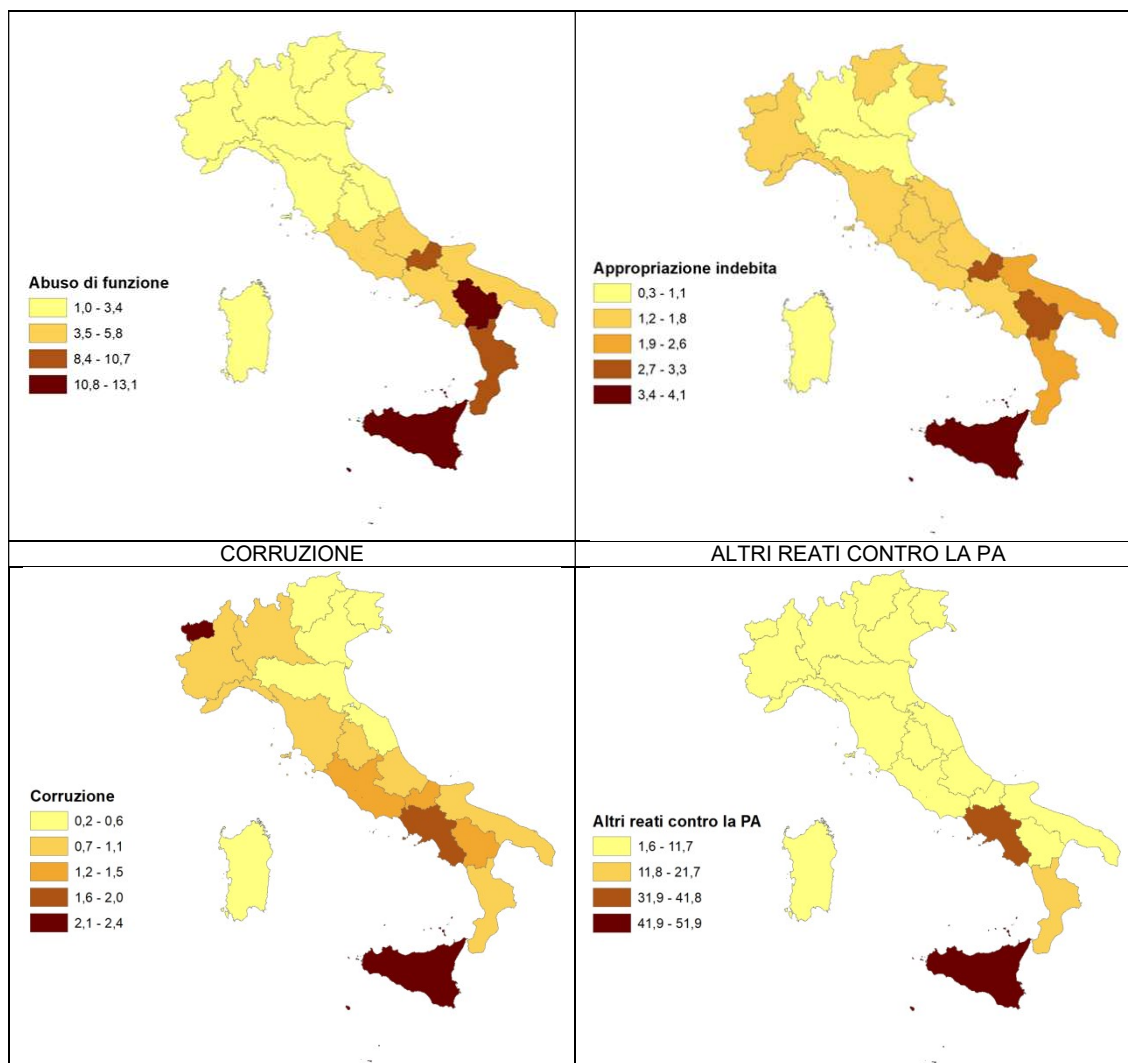 Abuso di funzione
1,0 - 3,4
3,5 - 5,8
8,4 - 10,7
10,8 - 13,1
Appropriazione indebita
0,3 - 1,1
1,2 - 1,8
1,9 - 2,6
2,7 - 3,3
3,4 - 4,1
CORRUZIONE
ALTRI REATI CONTRO LA PA
Corruzione
0,2 - 0,6
0,7 - 1,1
1,2 - 1,5
1,6 - 2,0
2,1 - 2,4
Altri reati contro la PA
1,6 - 11,7
11,8 - 21,7
31,9 - 41,8
41,9 - 51,9